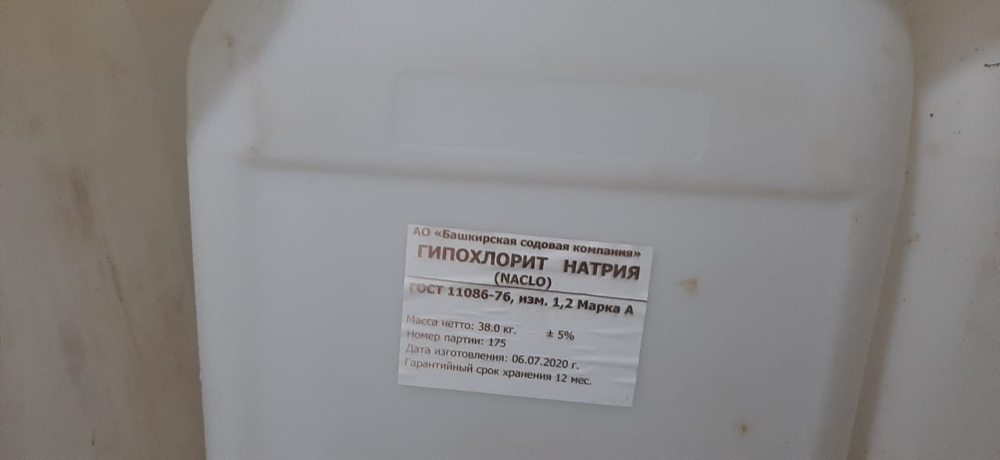 АО «Башкирская содовая компания»
ГИПОХЛОРИТ НАТРИЯ
(NACLO)
ГОСТ 11086-76, изм. 1,2 Марка А
Масса нетто: 38.0 кг. ± 5%
Номер партии: 175
Дата изготовления: 06.07.2020 г.
Гарантийный срок хранения 12 мес.